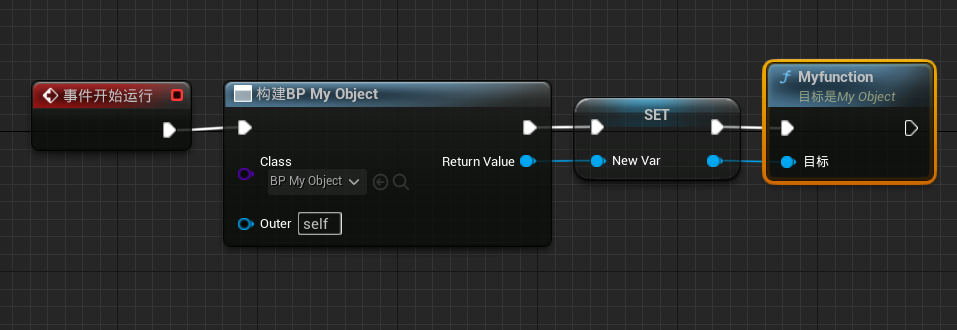 事件开始运行
构建BP My Object
Class
BP My Object
Return Value
Outer
self
SET
New Var
Myfunction
目标是My Object
目标